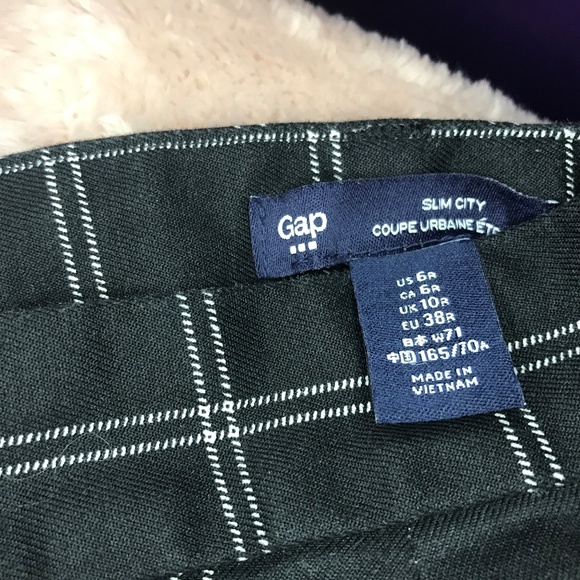 Gap
SLIM CITY
COUPE URBAINE
US 6R
CA 6R
UK 10R
EU 38R
日本 W71
中国 165/70A
MADE IN
VIETNAM